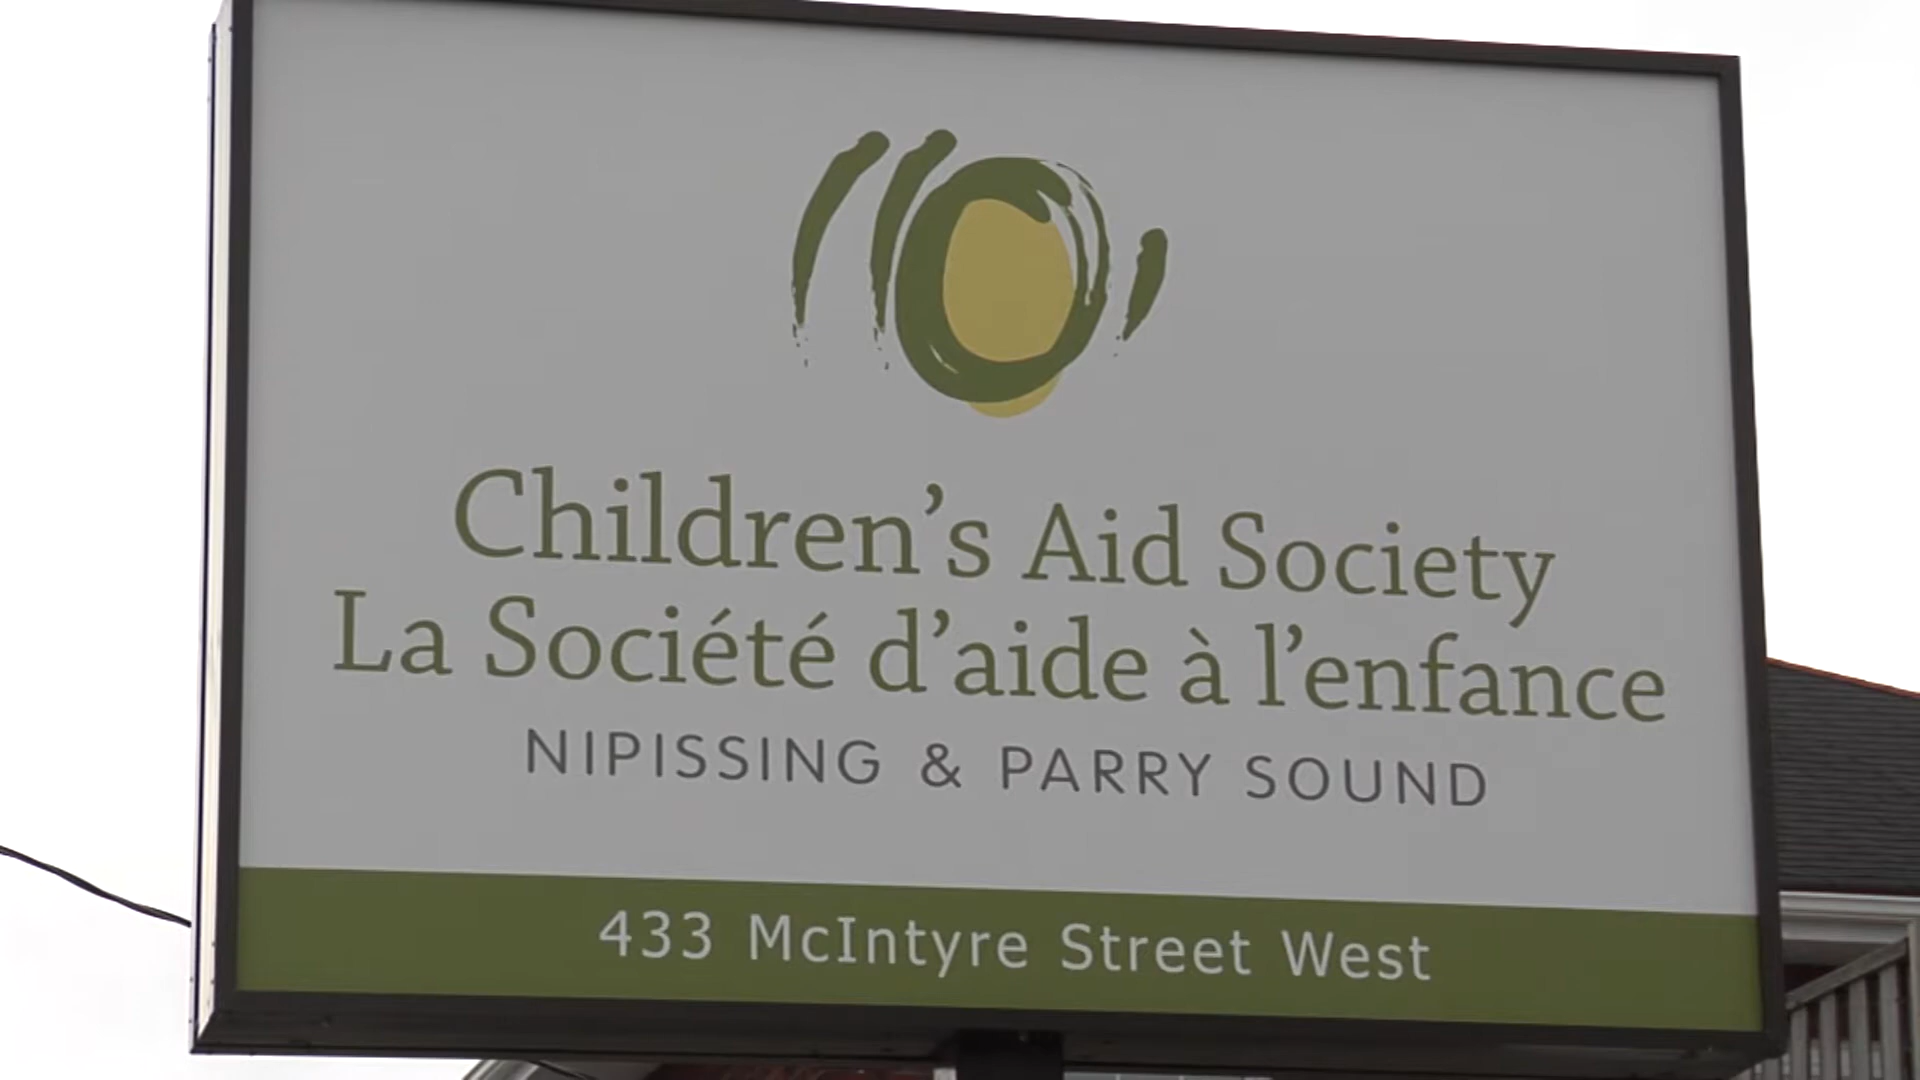 Children’s Aid Society
La Société d’aide à l’enfance
NIPISSING & PARRY SOUND
433 McIntyre Street West